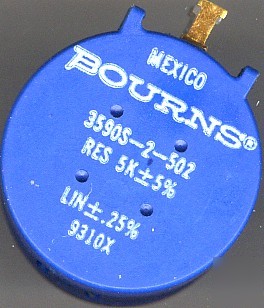 MEXICO
BOURNS®
3590S-2-502
RES 5K±5%
LIN±.25%
9310X